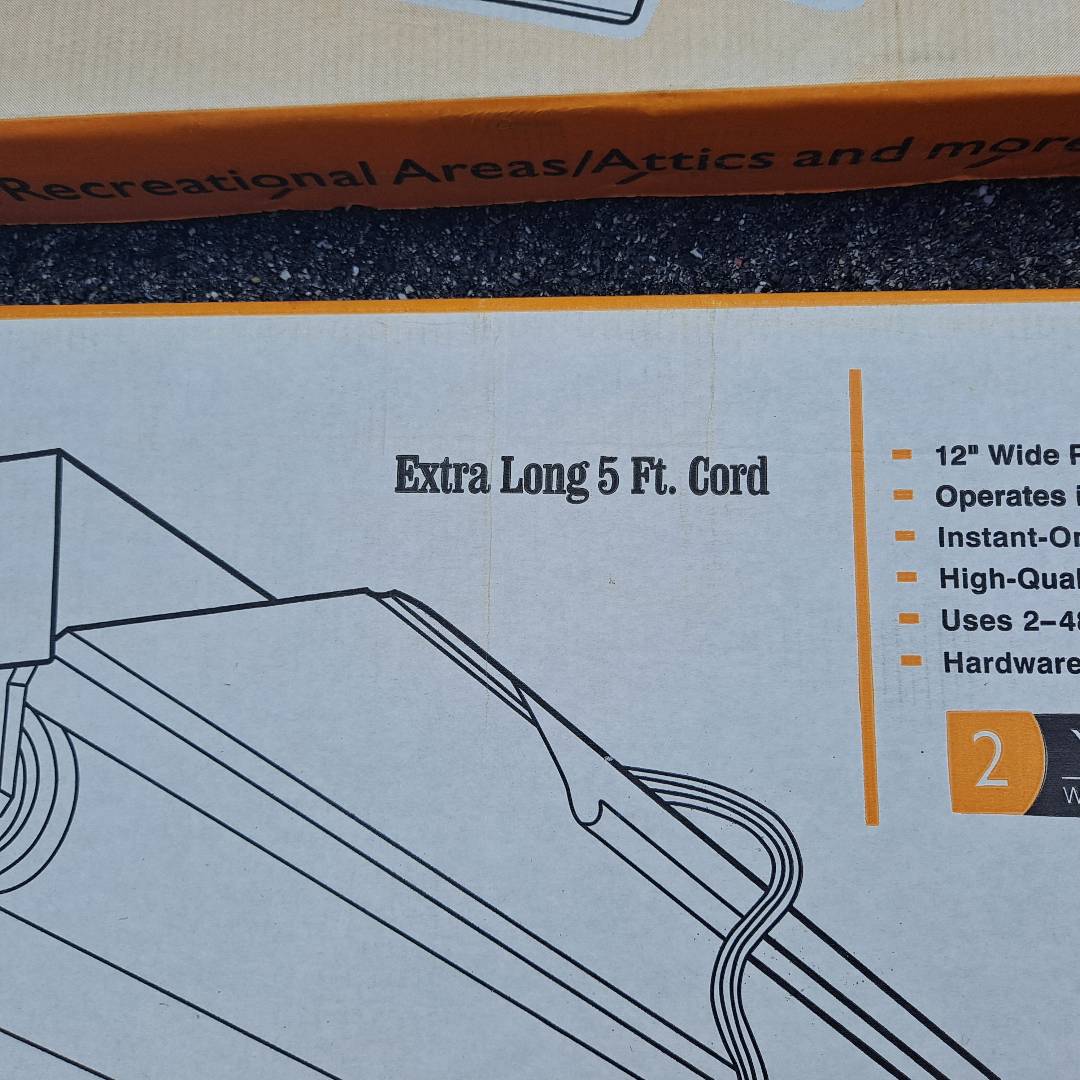 Recreational Areas/Attics and more
Extra Long 5 Ft. Cord
12" Wide
Operates
Instant-On
High-Qual
Uses 2–48
Hardware
2